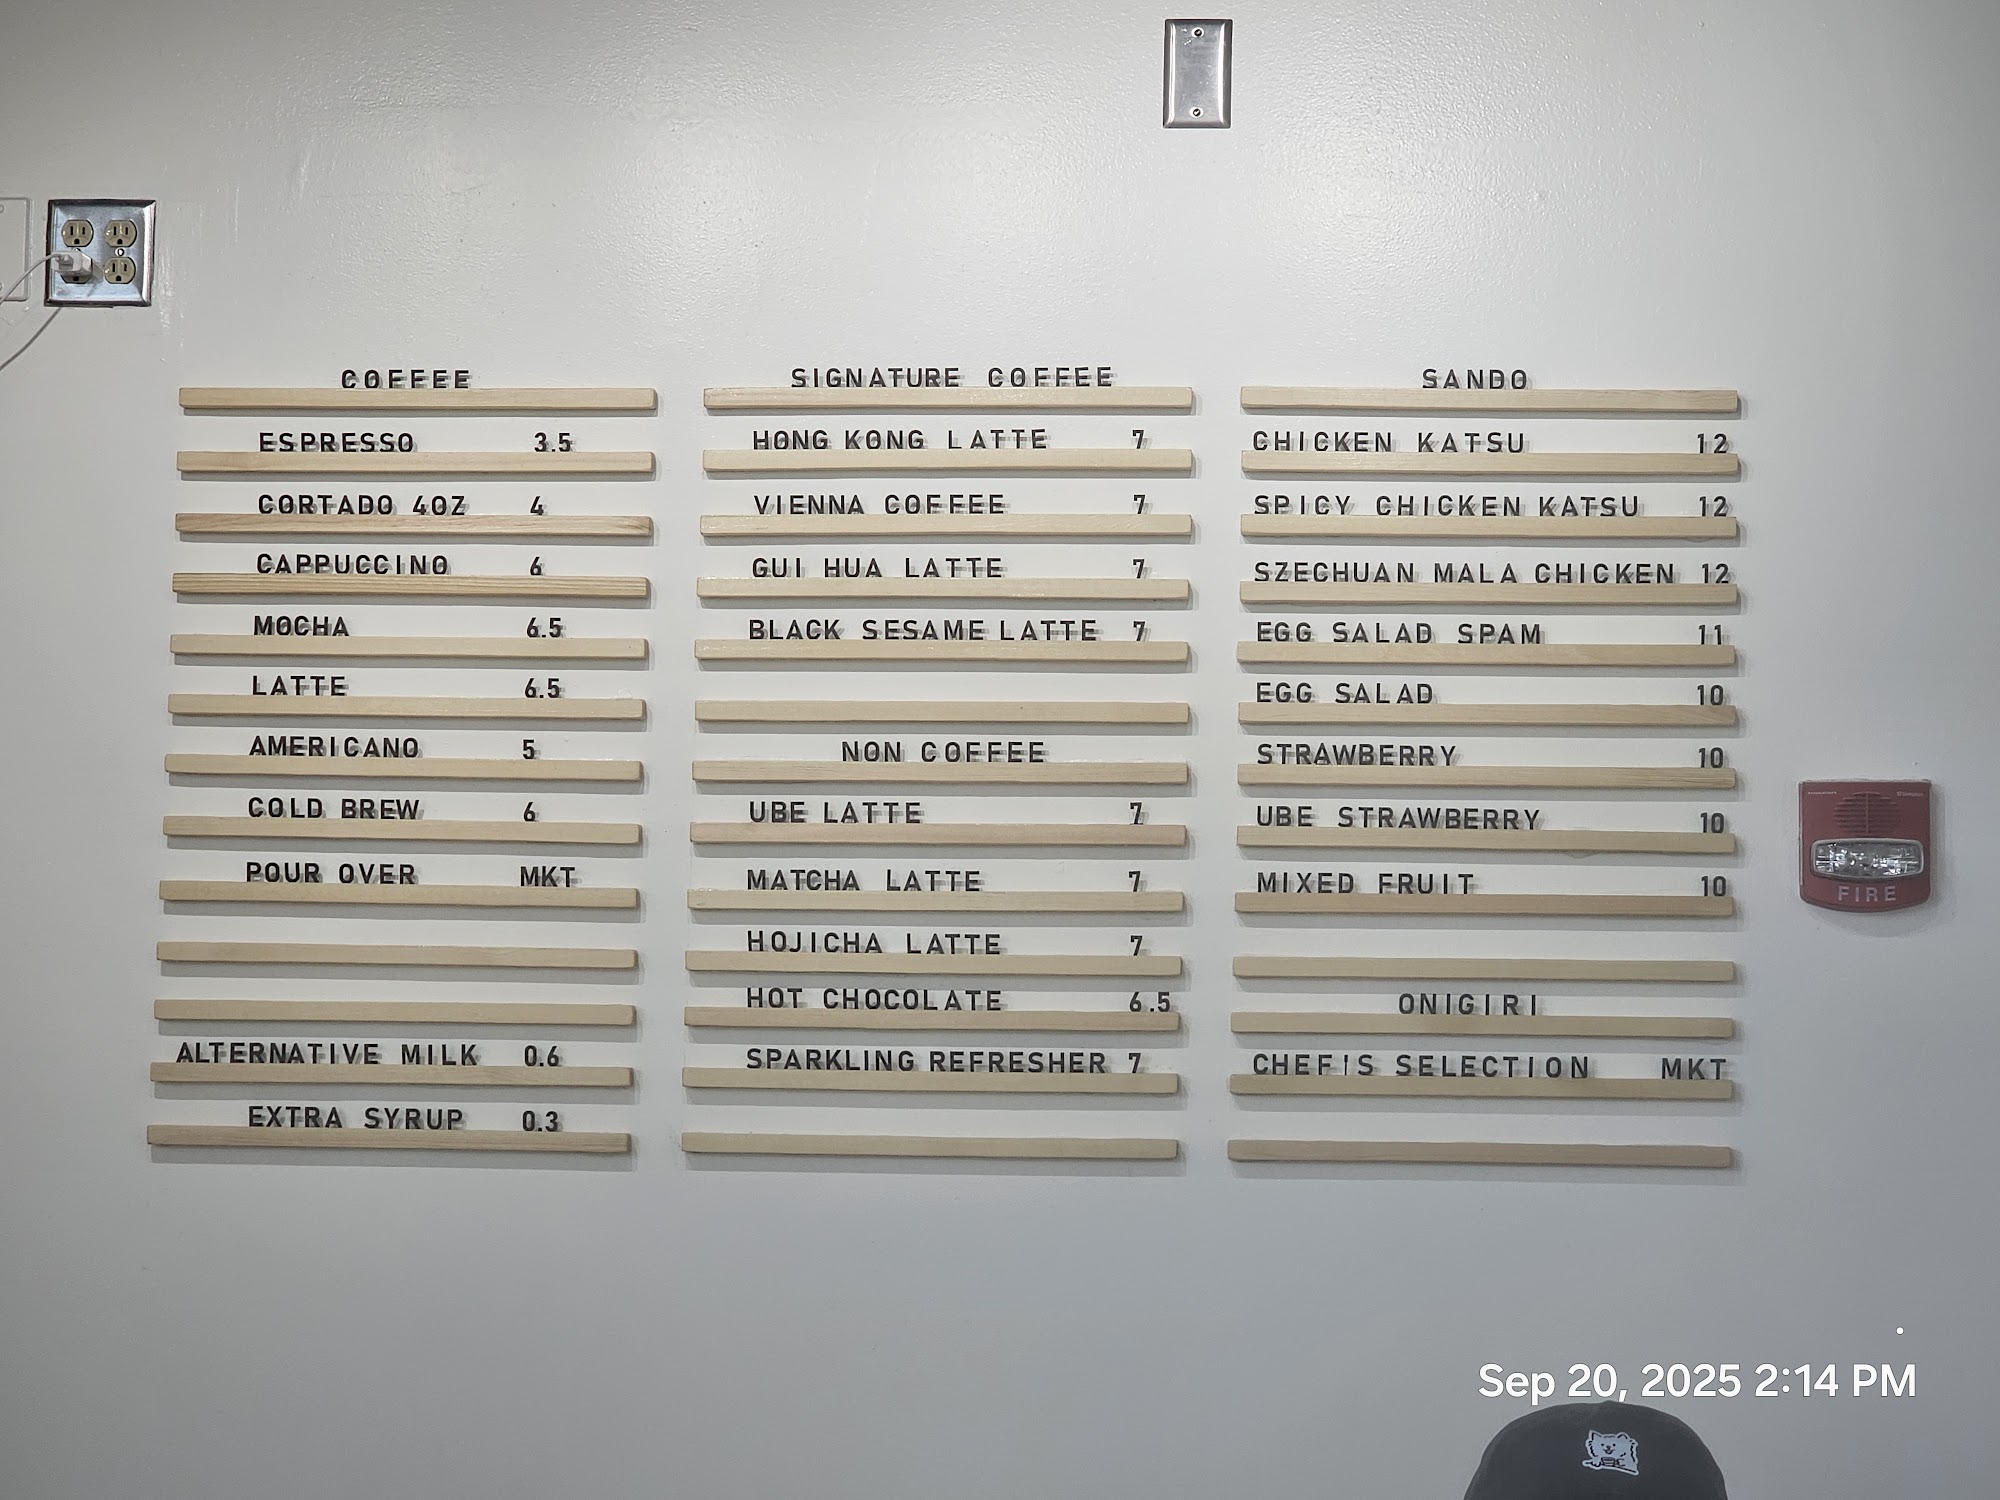 COFFEE
ESPRESSO 3.5
CORTADO 4OZ 4
CAPPUCCINO 6
MOCHA 6.5
LATTE 6.5
AMERICANO 5
COLD BREW 6
POUR OVER MKT
ALTERNATIVE MILK 0.6
EXTRA SYRUP 0.3
SIGNATURE COFFEE
HONG KONG LATTE 7
VIENNA COFFEE 7
GUI HUA LATTE 7
BLACK SESAME LATTE 7
NON COFFEE
UBE LATTE 7
MATCHA LATTE 7
HOJICHA LATTE 7
HOT CHOCOLATE 6.5
SPARKLING REFRESHER 7
SANDO
CHICKEN KATSU 12
SPICY CHICKEN KATSU 12
SZECHUAN MALA CHICKEN 12
EGG SALAD SPAM 11
EGG SALAD 10
STRAWBERRY 10
UBE STRAWBERRY 10
MIXED FRUIT 10
ONIGIRI
CHEF'S SELECTION MKT
FIRE
Sep 20, 2025 2:14 PM